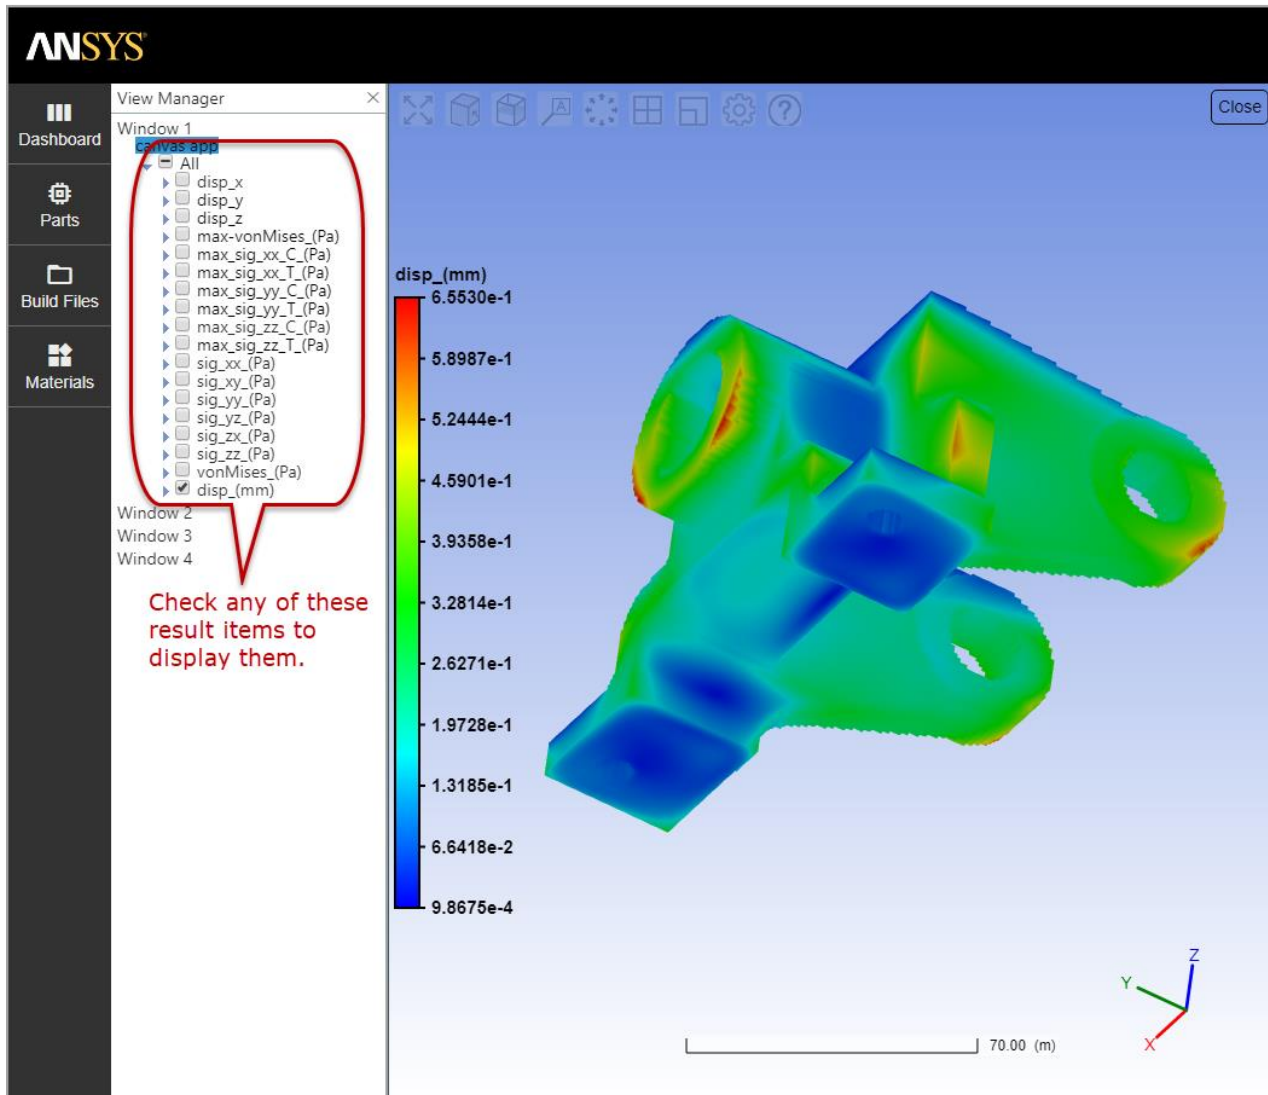 ANSYS
View Manager
Close
Dashboard
Window 1
canvas app
All
disp_x
disp_y
disp_z
Parts
max-vonMises_(Pa)
max_sig_xx_C_(Pa)
max_sig_xx_T_(Pa)
max_sig_yy_C_(Pa)
max_sig_yy_T_(Pa)
max_sig_zz_C_(Pa)
max_sig_zz_T_(Pa)
Build Files
sig_xx_(Pa)
sig_xy_(Pa)
sig_yy_(Pa)
sig_yz_(Pa)
sig_zx_(Pa)
sig_zz_(Pa)
vonMises_(Pa)
disp_(mm)
Materials
Window 2
Window 3
Window 4
Check any of these
result items to
display them.
disp_(mm)
6.5530e-1
5.8987e-1
5.2444e-1
4.5901e-1
3.9358e-1
3.2814e-1
2.6271e-1
1.9728e-1
1.3185e-1
6.6418e-2
9.8675e-4
A
?
Z
Y
X
70.00 (m)